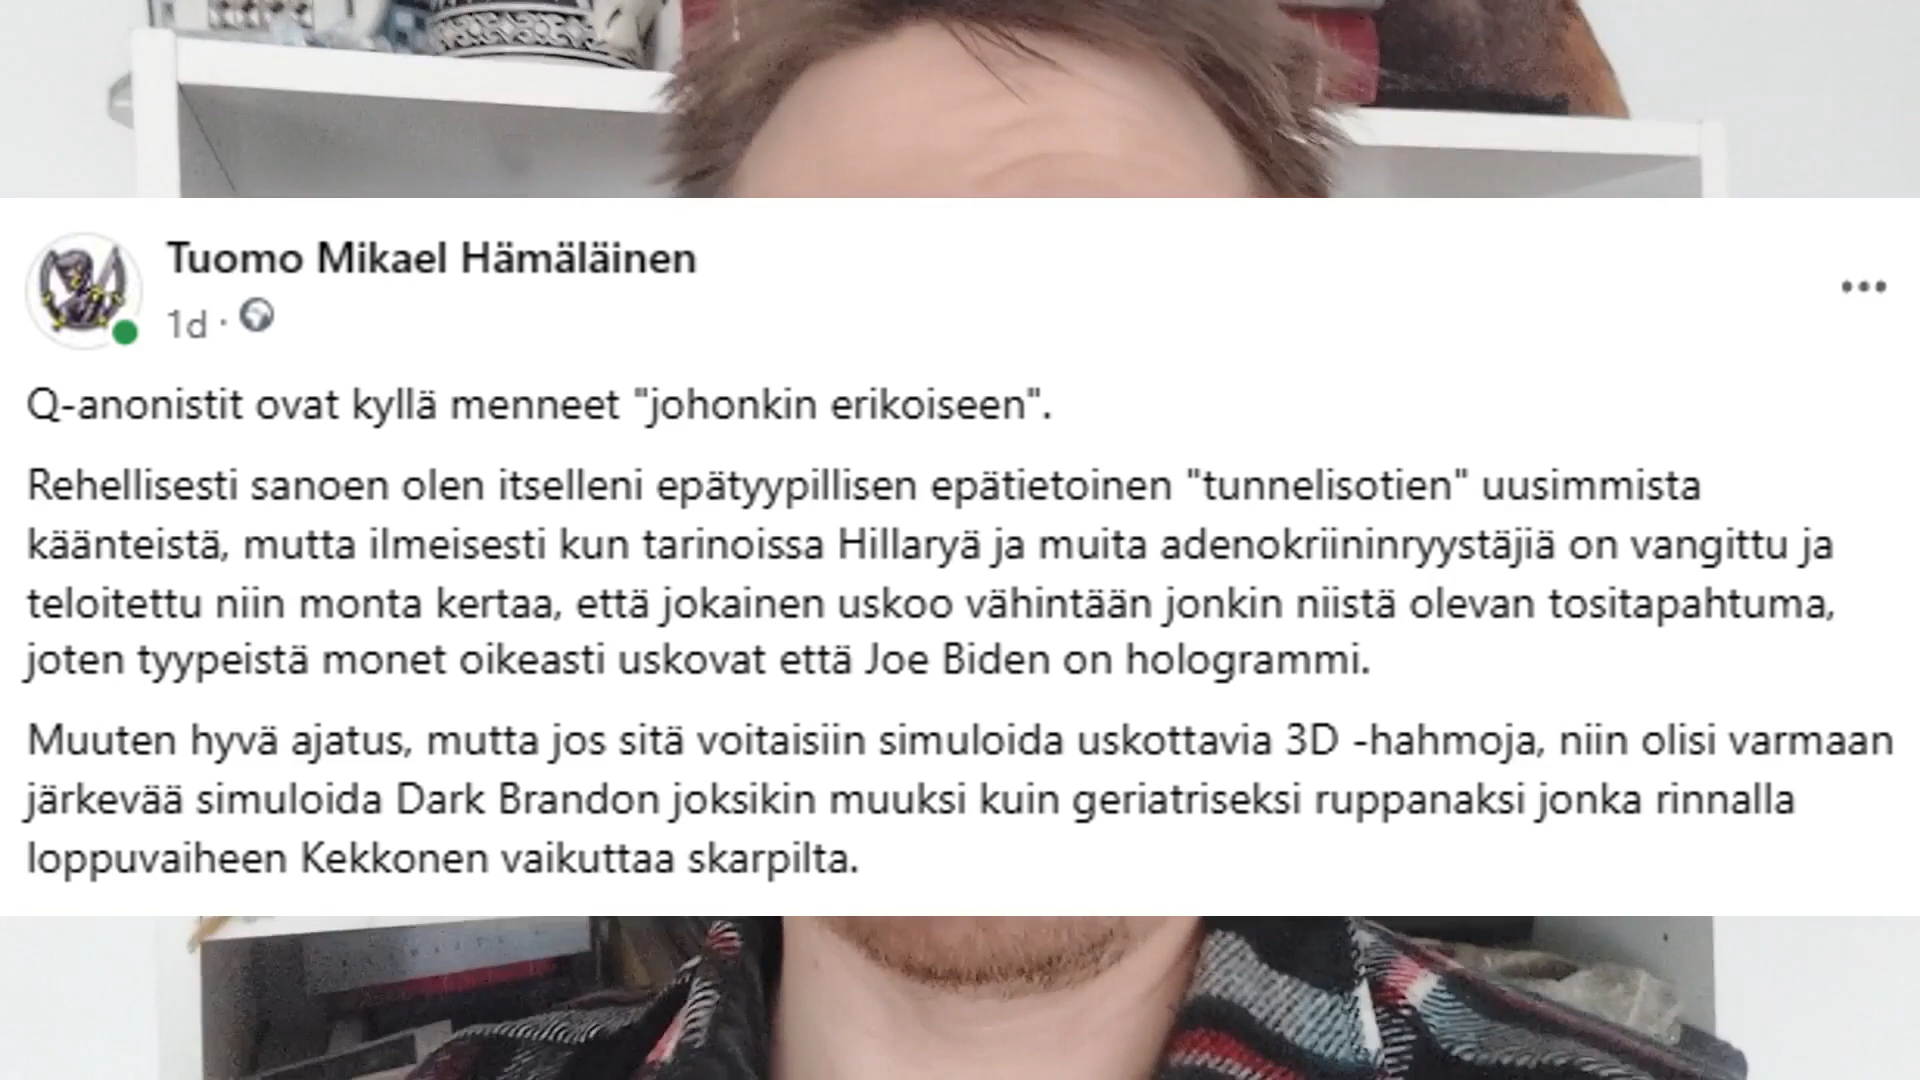 Tuomo Mikael Hämäläinen
1d ·
Q-anonistit ovat kyllä menneet "johonkin erikoiseen".
Rehellisesti sanoen olen itselleni epätyypillisen epätietoinen "tunnelisotien" uusimmista
käänteistä, mutta ilmeisesti kun tarinoissa Hillaryä ja muita adenokriininryystäjiä on vangittu ja
teloitettu niin monta kertaa, että jokainen uskoo vähintään jonkin niistä olevan tositapahtuma,
joten tyypeistä monet oikeasti uskovat että Joe Biden on hologrammi.
Muuten hyvä ajatus, mutta jos sitä voitaisiin simuloida uskottavia 3D -hahmoja, niin olisi varmaan
järkevää simuloida Dark Brandon joksikin muuksi kuin geriatriseksi ruppanaksi jonka rinnalla
loppuvaiheen Kekkonen vaikuttaa skarpilta.